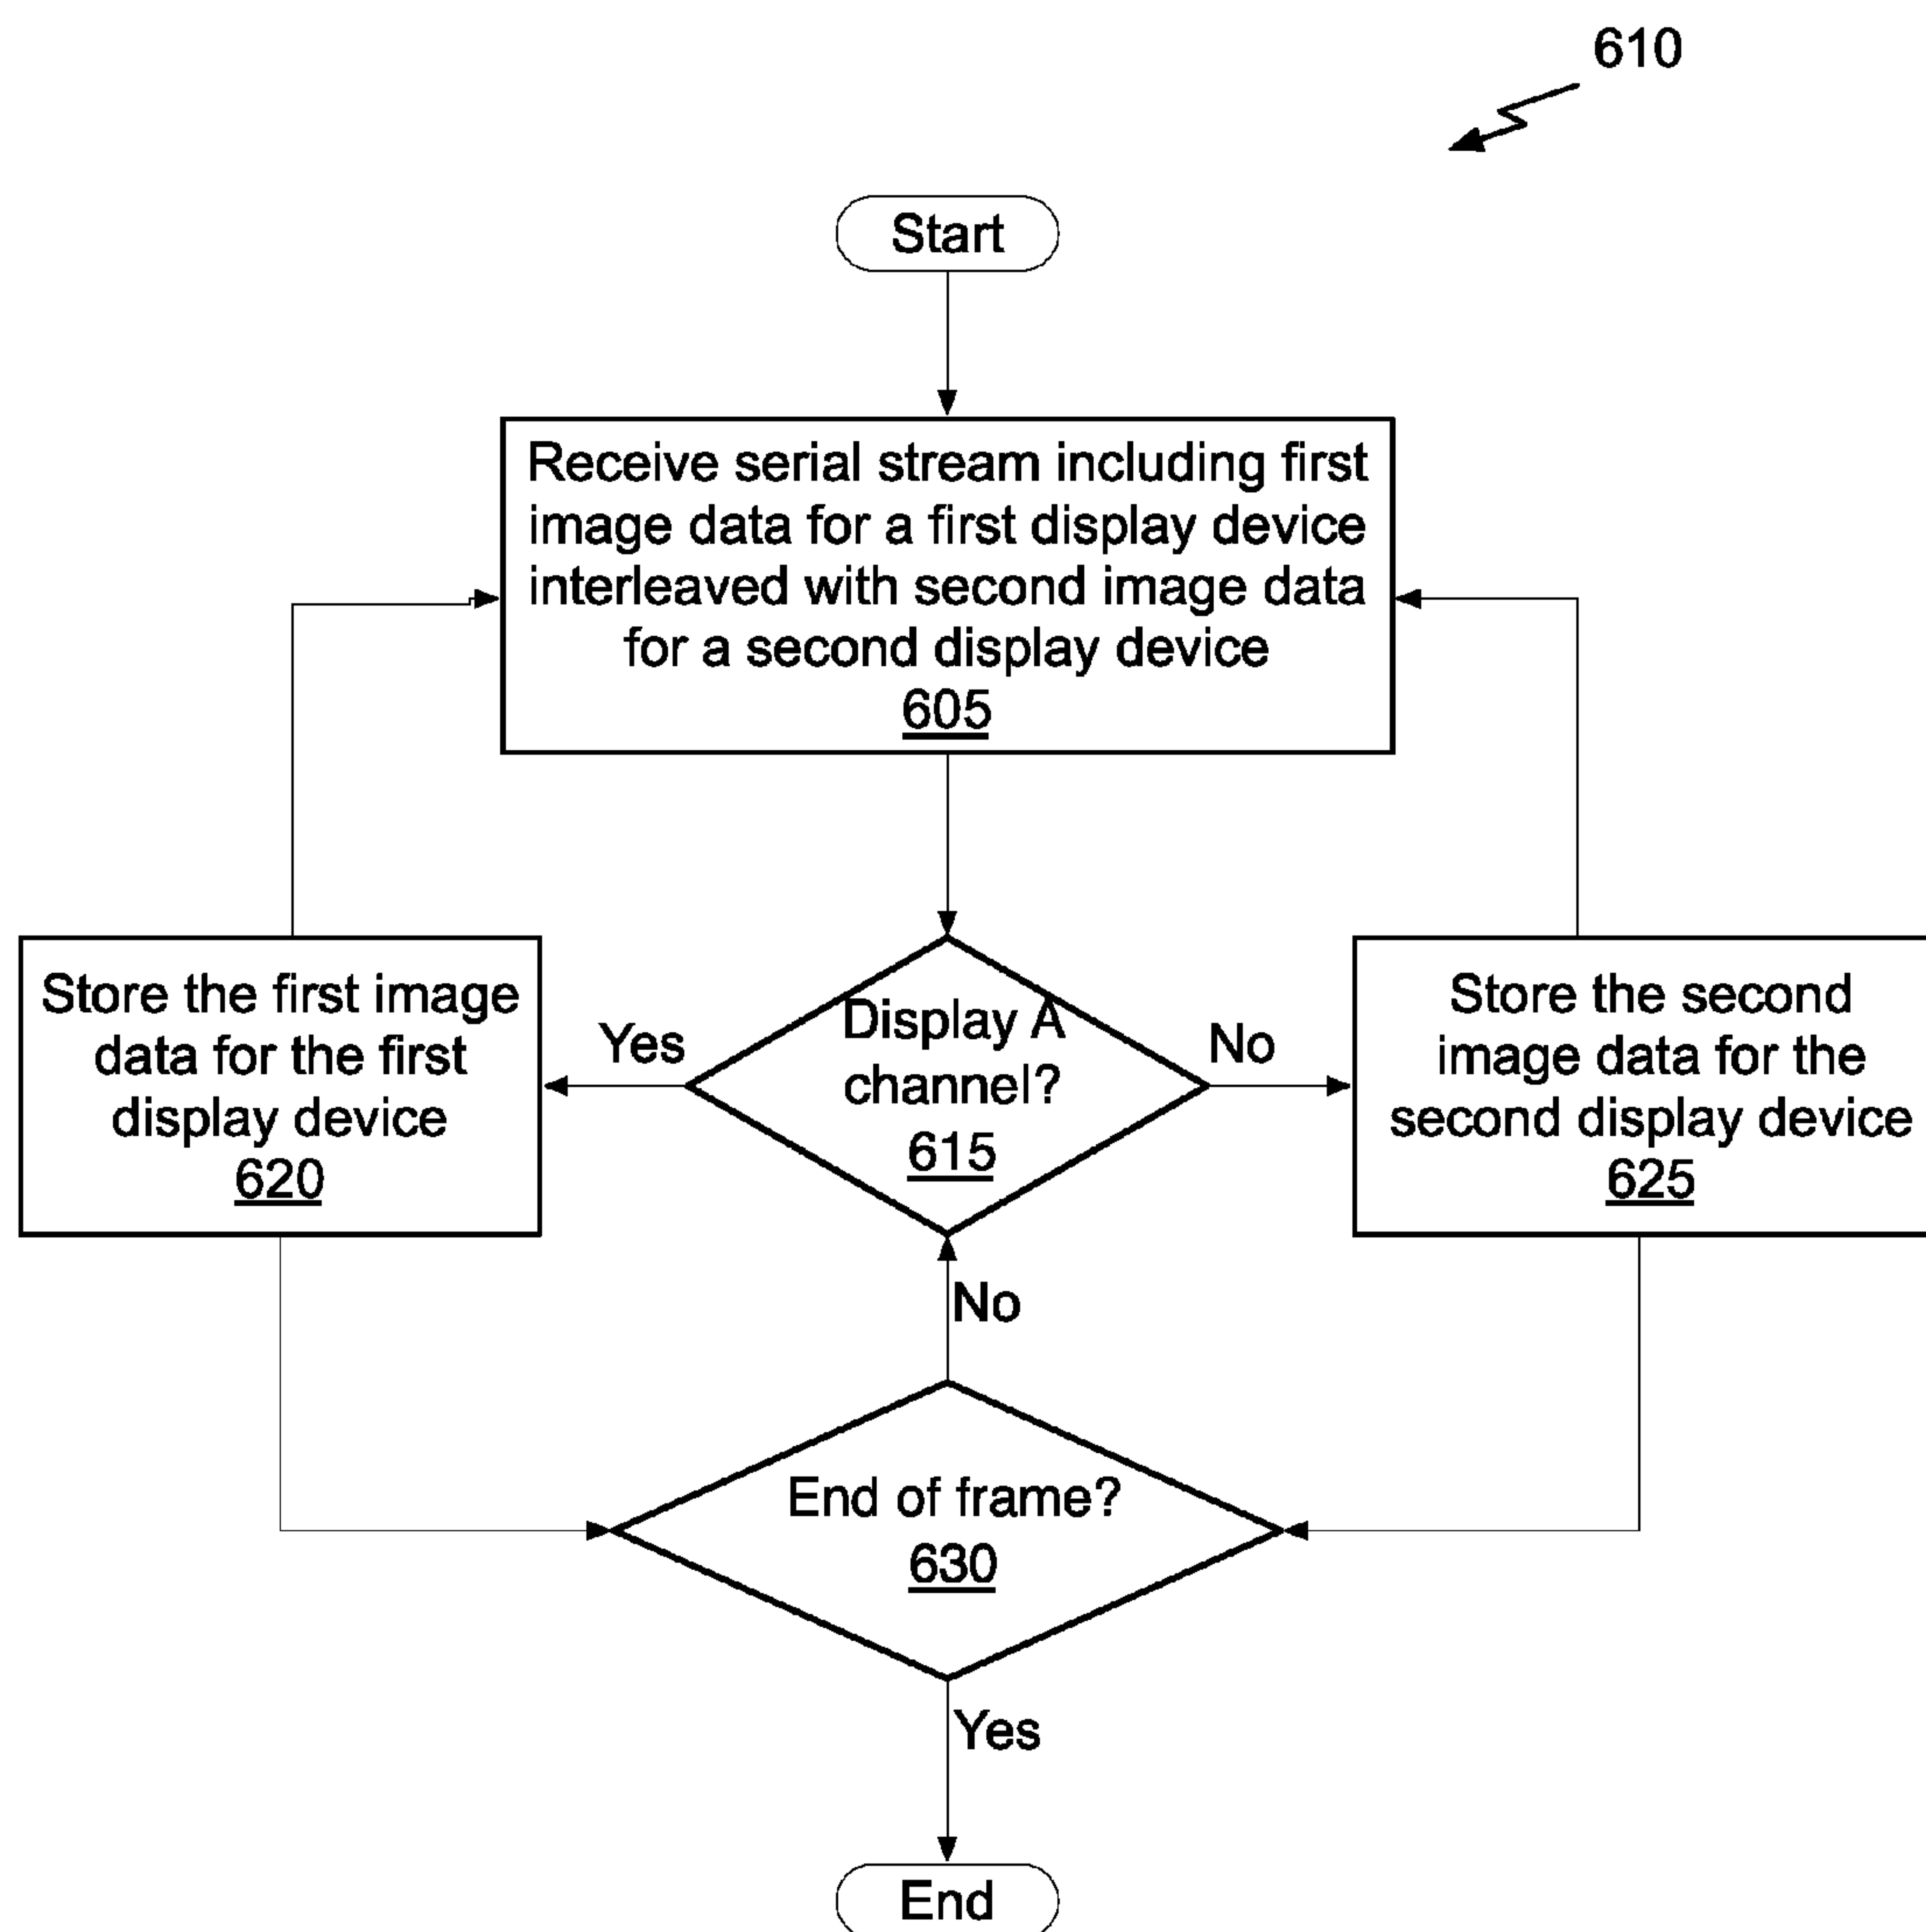 610
Start
Receive serial stream including first
image data for a first display device
interleaved with second image data
for a second display device
605
Store the first image
data for the first
display device
620
Yes
Display A
channel?
615
No
Store the second
image data for the
second display device
625
No
End of frame?
630
Yes
End